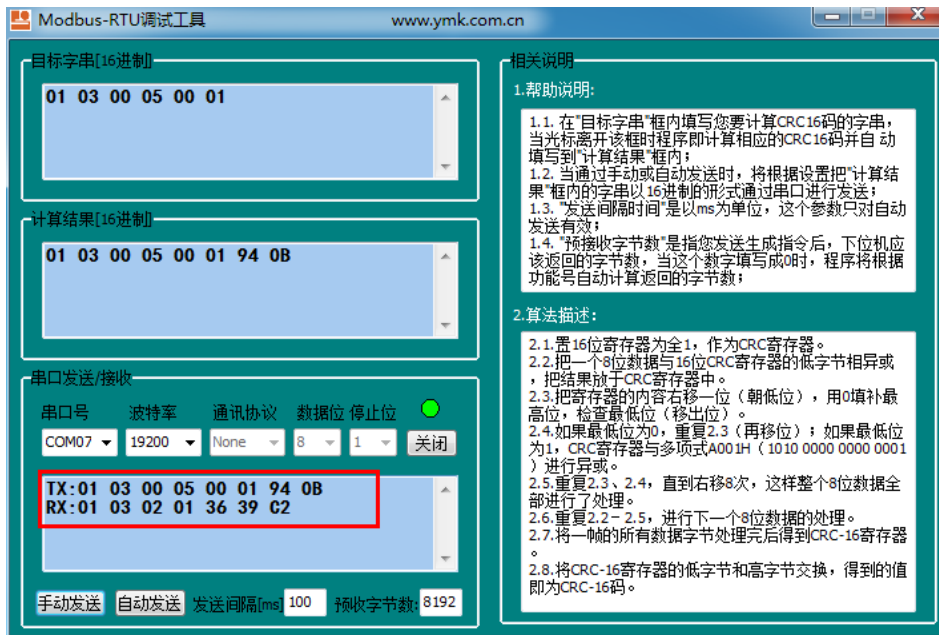 Modbus-RTU调试工具 www.ymk.com.cn
目标字串[16进制]
01 03 00 05 00 01
计算结果[16进制]
01 03 00 05 00 01 94 0B
串口发送/接收
串口号 波特率 通讯协议 数据位 停止位
COM07 19200 None 8 1 关闭
TX:01 03 00 05 00 01 94 0B
RX:01 03 02 01 36 39 C2
手动发送 自动发送 发送间隔[ms] 100 预收字节数: 8192
相关说明
1.帮助说明:
1.1. 在"目标字串"框内填写您要计算CRC16码的字串，
当光标离开该框时程序即计算相应的CRC16码并自 动
填写到"计算结果"框内；
1.2. 当通过手动或自动发送时，将根据设置把"计算结
果"框内的字串以16进制的形式通过串口进行发送；
1.3. "发送间隔时间"是以ms为单位，这个参数只对自动
发送有效；
1.4. "预接收字节数"是指您发送生成指令后，下位机应
该返回的字节数，当这个数字填写成0时，程序将根据
功能号自动计算返回的字节数；
2.算法描述：
2.1.置16位寄存器为全1，作为CRC寄存器。
2.2.把一个8位数据与16位CRC寄存器的低字节相异或
，把结果放于CRC寄存器中。
2.3.把寄存器的内容右移一位（朝低位），用0填补最
高位，检查最低位（移出位）。
2.4.如果最低位为0，重复2.3（再移位）；如果最低位
为1，CRC寄存器与多项式A001H（1010 0000 0000 0001
）进行异或。
2.5.重复2.3、2.4，直到右移8次，这样整个8位数据全
部进行了处理。
2.6.重复2.2－2.5，进行下一个8位数据的处理。
2.7.将一帧的所有数据字节处理完后得到CRC-16寄存器
。
2.8.将CRC-16寄存器的低字节和高字节交换，得到的值
即为CRC-16码。